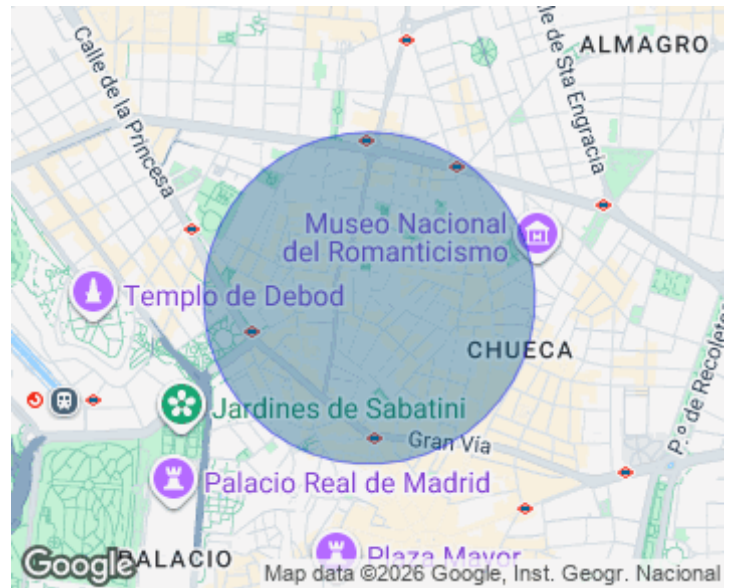 ALMAGRO
Calle de la Princesa
lle de Sta Engracia
Museo Nacional
del Romanticismo
Templo de Debod
CHUECA
P.º de Recoletos
Jardines de Sabatini
Gran Vía
Palacio Real de Madrid
PALACIO
Plaza Mayor
Google
Map data ©2026 Google, Inst. Geogr. Nacional